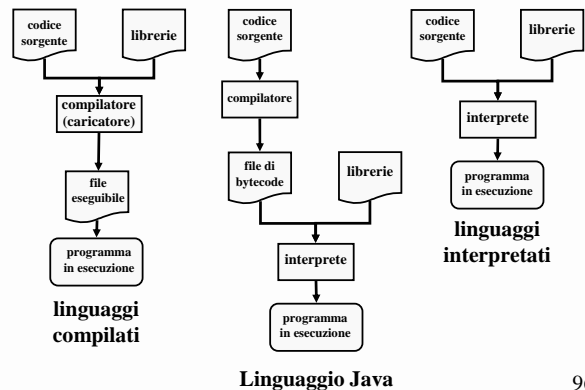 codice
sorgente
librerie
compilatore
(caricatore)
file
eseguibile
programma
in esecuzione
linguaggi
compilati
codice
sorgente
compilatore
file di
bytecode
librerie
interprete
programma
in esecuzione
Linguaggio Java
codice
sorgente
librerie
interprete
programma
in esecuzione
linguaggi
interpretati